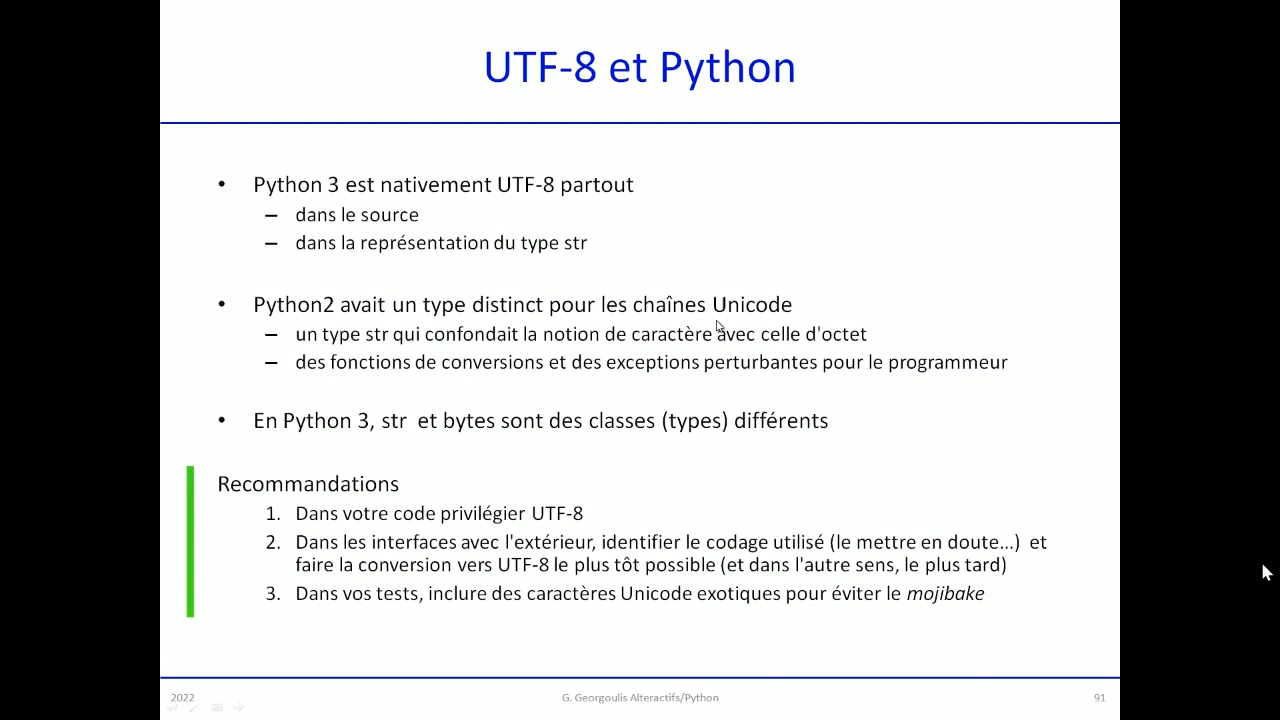 UTF-8 et Python
• Python 3 est nativement UTF-8 partout
– dans le source
– dans la représentation du type str
• Python2 avait un type distinct pour les chaînes Unicode
– un type str qui confondait la notion de caractère avec celle d'octet
– des fonctions de conversions et des exceptions perturbantes pour le programmeur
• En Python 3, str et bytes sont des classes (types) différents
Recommandations
1. Dans votre code privilégier UTF-8
2. Dans les interfaces avec l'extérieur, identifier le codage utilisé (le mettre en doute...) et
faire la conversion vers UTF-8 le plus tôt possible (et dans l'autre sens, le plus tard)
3. Dans vos tests, inclure des caractères Unicode exotiques pour éviter le mojibake
2022
G. Georgoulis Alteractifs/Python
91